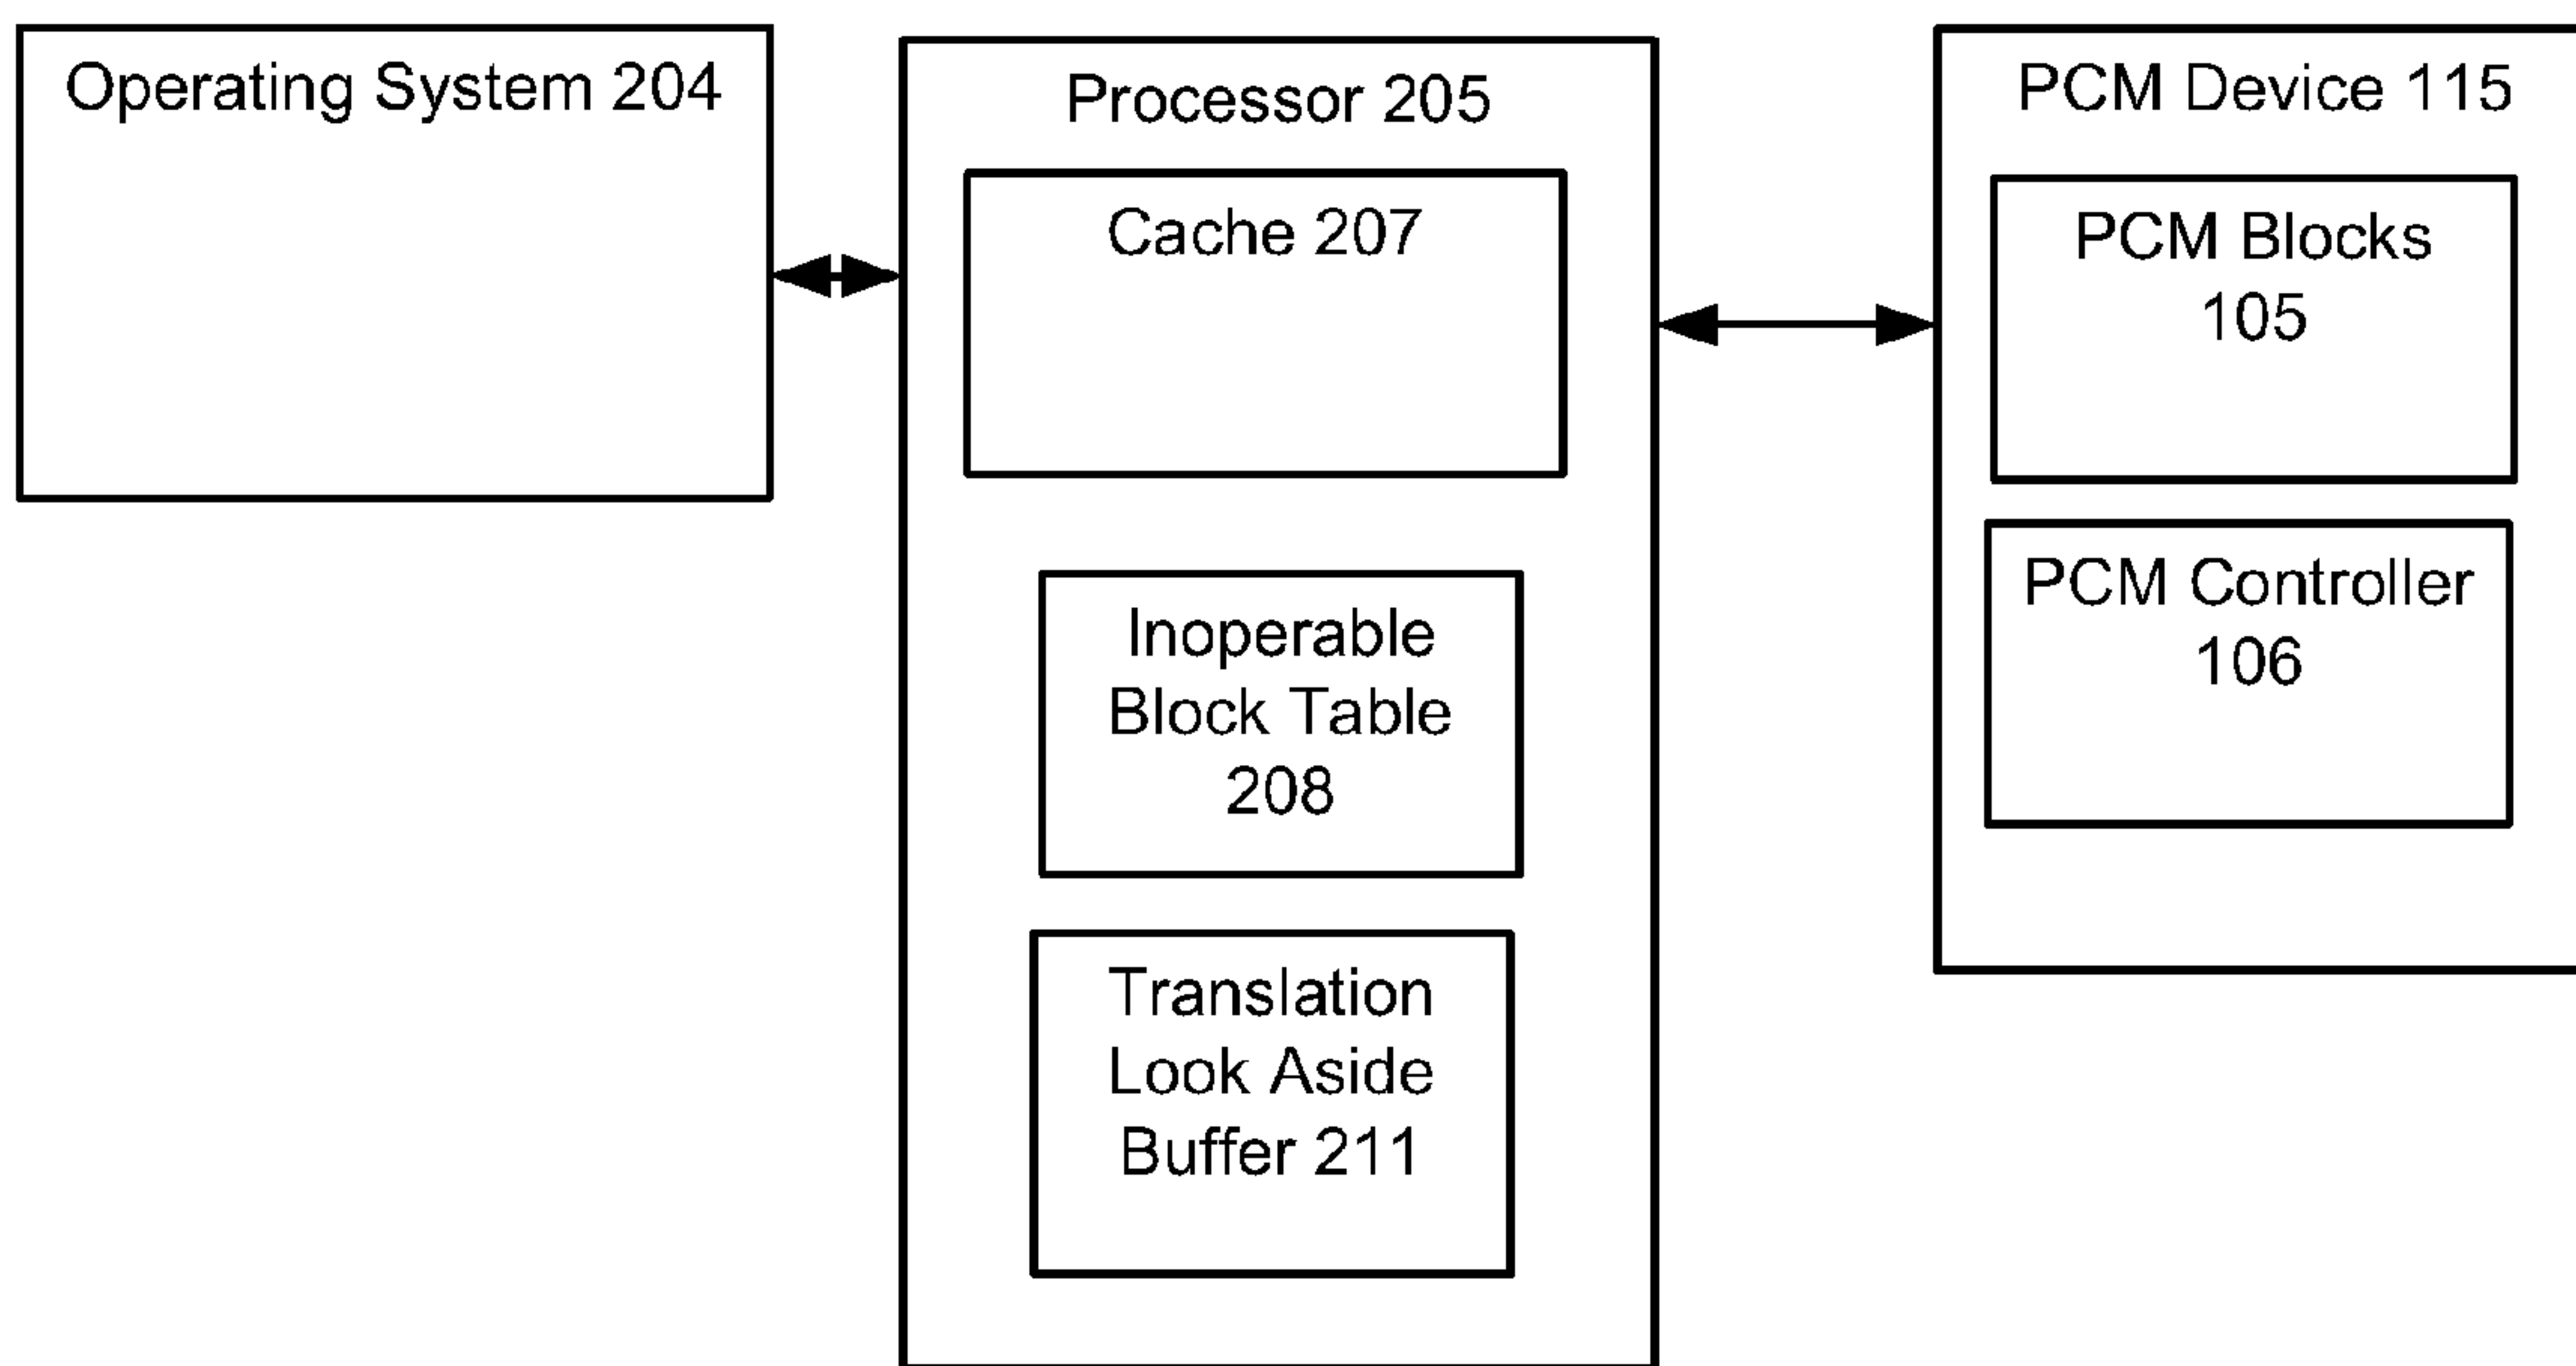 Operating System 204
Processor 205
Cache 207
Inoperable
Block Table
208
Translation
Look Aside
Buffer 211
PCM Device 115
PCM Blocks
105
PCM Controller
106